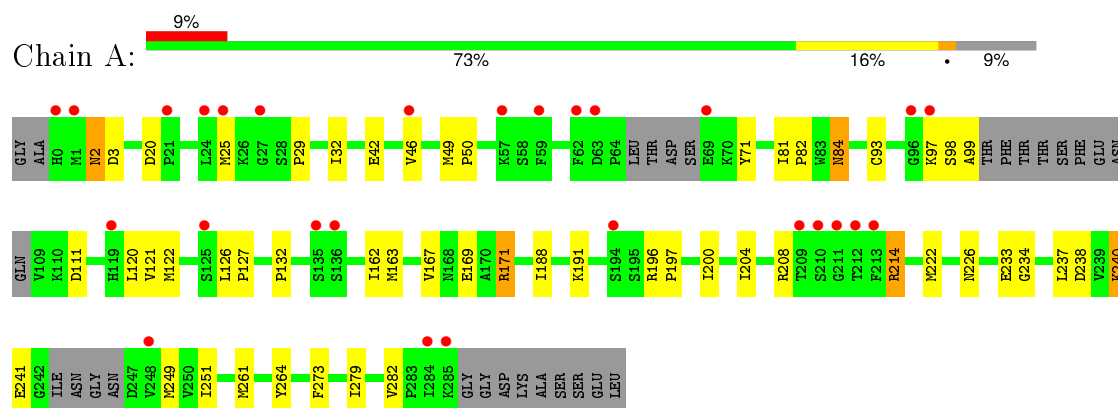 9%
Chain A:
73% 16% • 9%
GLY ALA H0 M1 N2 D3 D20 P21 L24 M25 K26 G27 S28 P29 I32 E42 V46 M49 P50 K57 S58 F59 F62 D63 P64 LEU THR ASP SER E69 K70 Y71 I81 P82 W83 N84 C93 G96 K97 S98 A99 THR PHE THR THR SER PHE GLU ASN
GLN V109 K110 D111 H119 L120 V121 M122 S125 L126 P127 P132 S135 S136 I162 M163 V167 N168 E169 A170 R171 I188 K191 S194 S195 R196 P197 I200 I204 R208 T209 S210 G211 T212 F213 R214 M222 N226 E233 G234 L237 D238 V239 K240
E241 G242 ILE ASN GLY ASN D247 V248 M249 V250 I251 M261 Y264 F273 I279 V282 P283 I284 K285 GLY GLY ASP LYS ALA SER SER GLU LEU